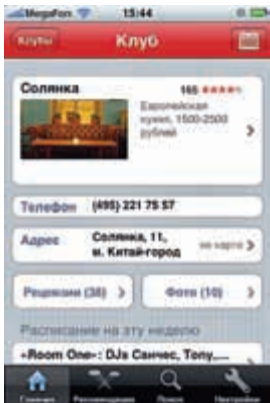 MegaFon 15:44
Клубы Клуб
Солянка 165
Европейская
кухня, 1500-2500
рублей
Телефон (495) 221 75 57
Адрес Солянка, 11,
м. Китай-город на карте
Рецензии (38) Фото (10)
Расписание на эту неделю
«Room One»: DJs Санчес, Tony,...
Главная Рекомендации Поиск Настройки